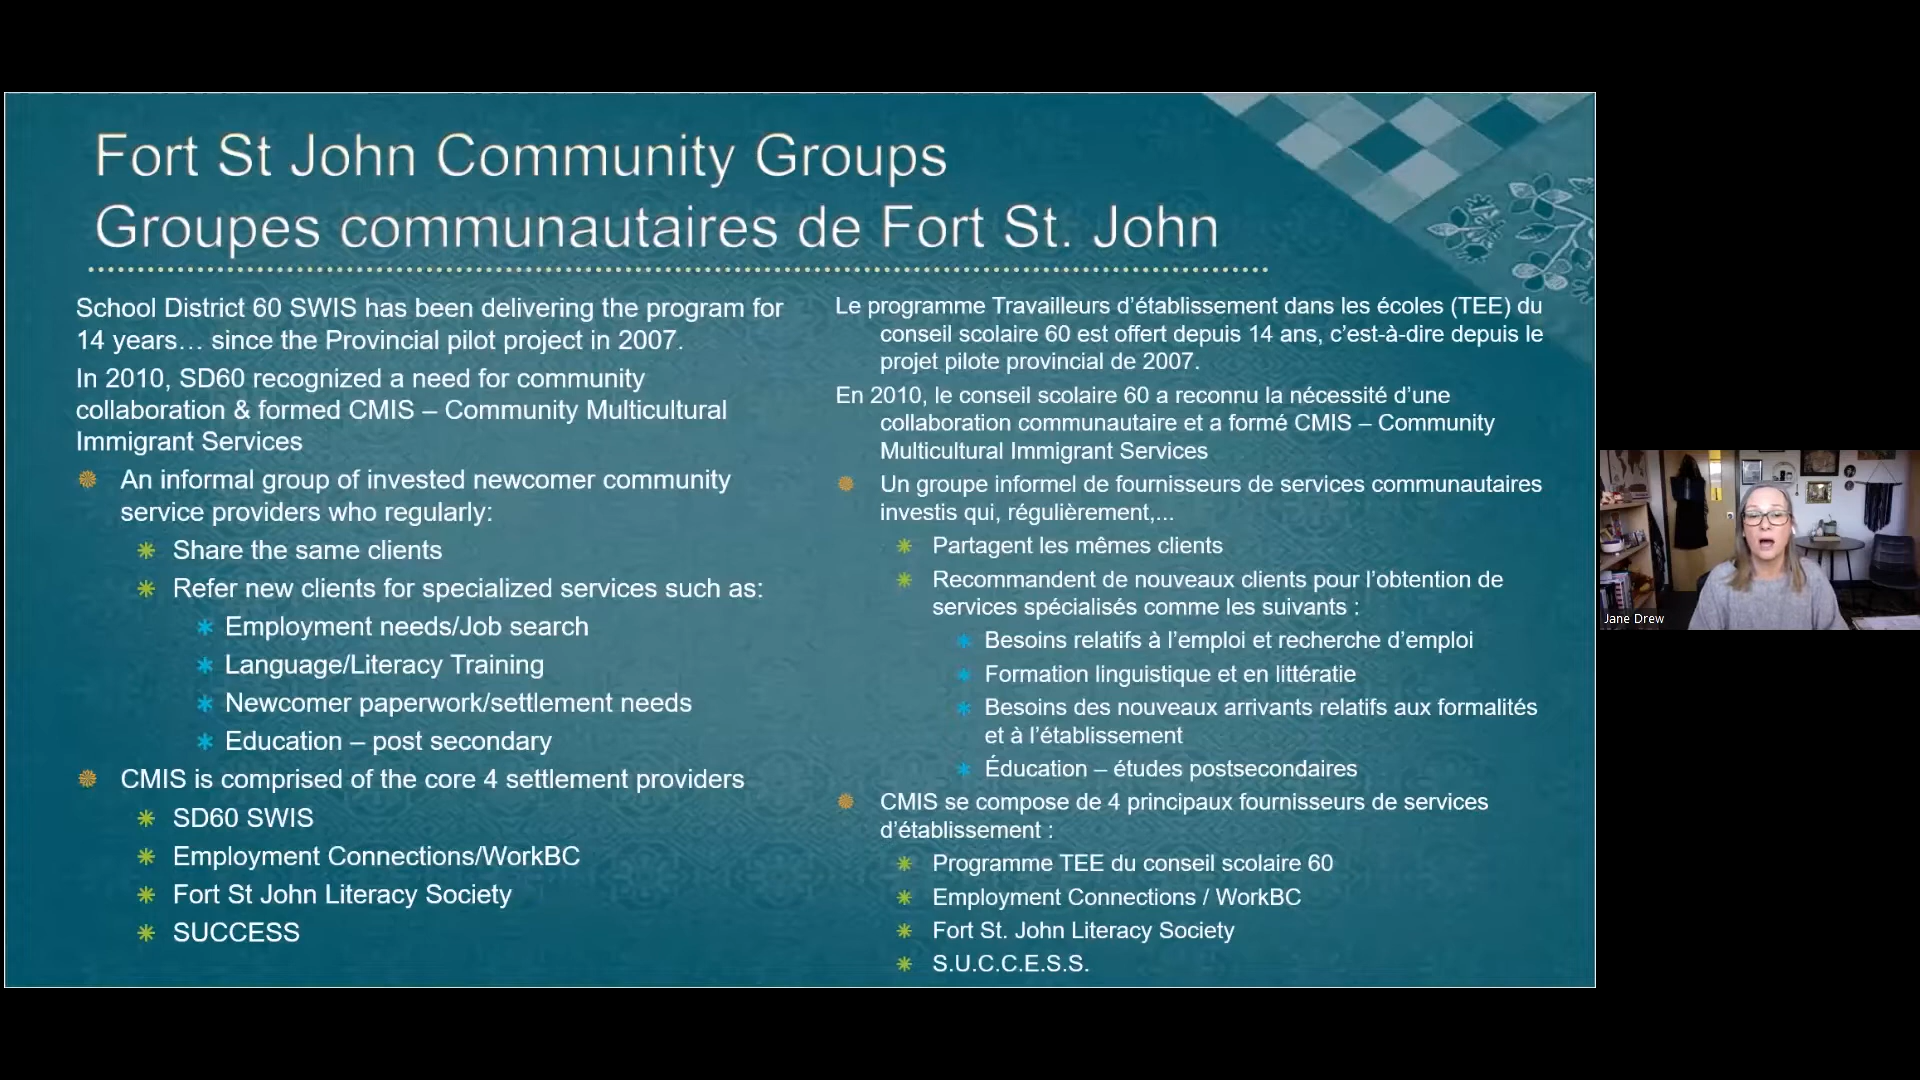 Fort St John Community Groups
Groupes communautaires de Fort St. John
School District 60 SWIS has been delivering the program for
14 years… since the Provincial pilot project in 2007.
In 2010, SD60 recognized a need for community
collaboration & formed CMIS – Community Multicultural
Immigrant Services
An informal group of invested newcomer community
service providers who regularly:
Share the same clients
Refer new clients for specialized services such as:
Employment needs/Job search
Language/Literacy Training
Newcomer paperwork/settlement needs
Education – post secondary
CMIS is comprised of the core 4 settlement providers
SD60 SWIS
Employment Connections/WorkBC
Fort St John Literacy Society
SUCCESS
Le programme Travailleurs d’établissement dans les écoles (TEE) du
conseil scolaire 60 est offert depuis 14 ans, c’est-à-dire depuis le
projet pilote provincial de 2007.
En 2010, le conseil scolaire 60 a reconnu la nécessité d’une
collaboration communautaire et a formé CMIS – Community
Multicultural Immigrant Services
Un groupe informel de fournisseurs de services communautaires
investis qui, régulièrement,...
Partagent les mêmes clients
Recommandent de nouveaux clients pour l’obtention de
services spécialisés comme les suivants :
Besoins relatifs à l’emploi et recherche d’emploi
Formation linguistique et en littératie
Besoins des nouveaux arrivants relatifs aux formalités
et à l’établissement
Éducation – études postsecondaires
CMIS se compose de 4 principaux fournisseurs de services
d’établissement :
Programme TEE du conseil scolaire 60
Employment Connections / WorkBC
Fort St. John Literacy Society
S.U.C.C.E.S.S.
Jane Drew